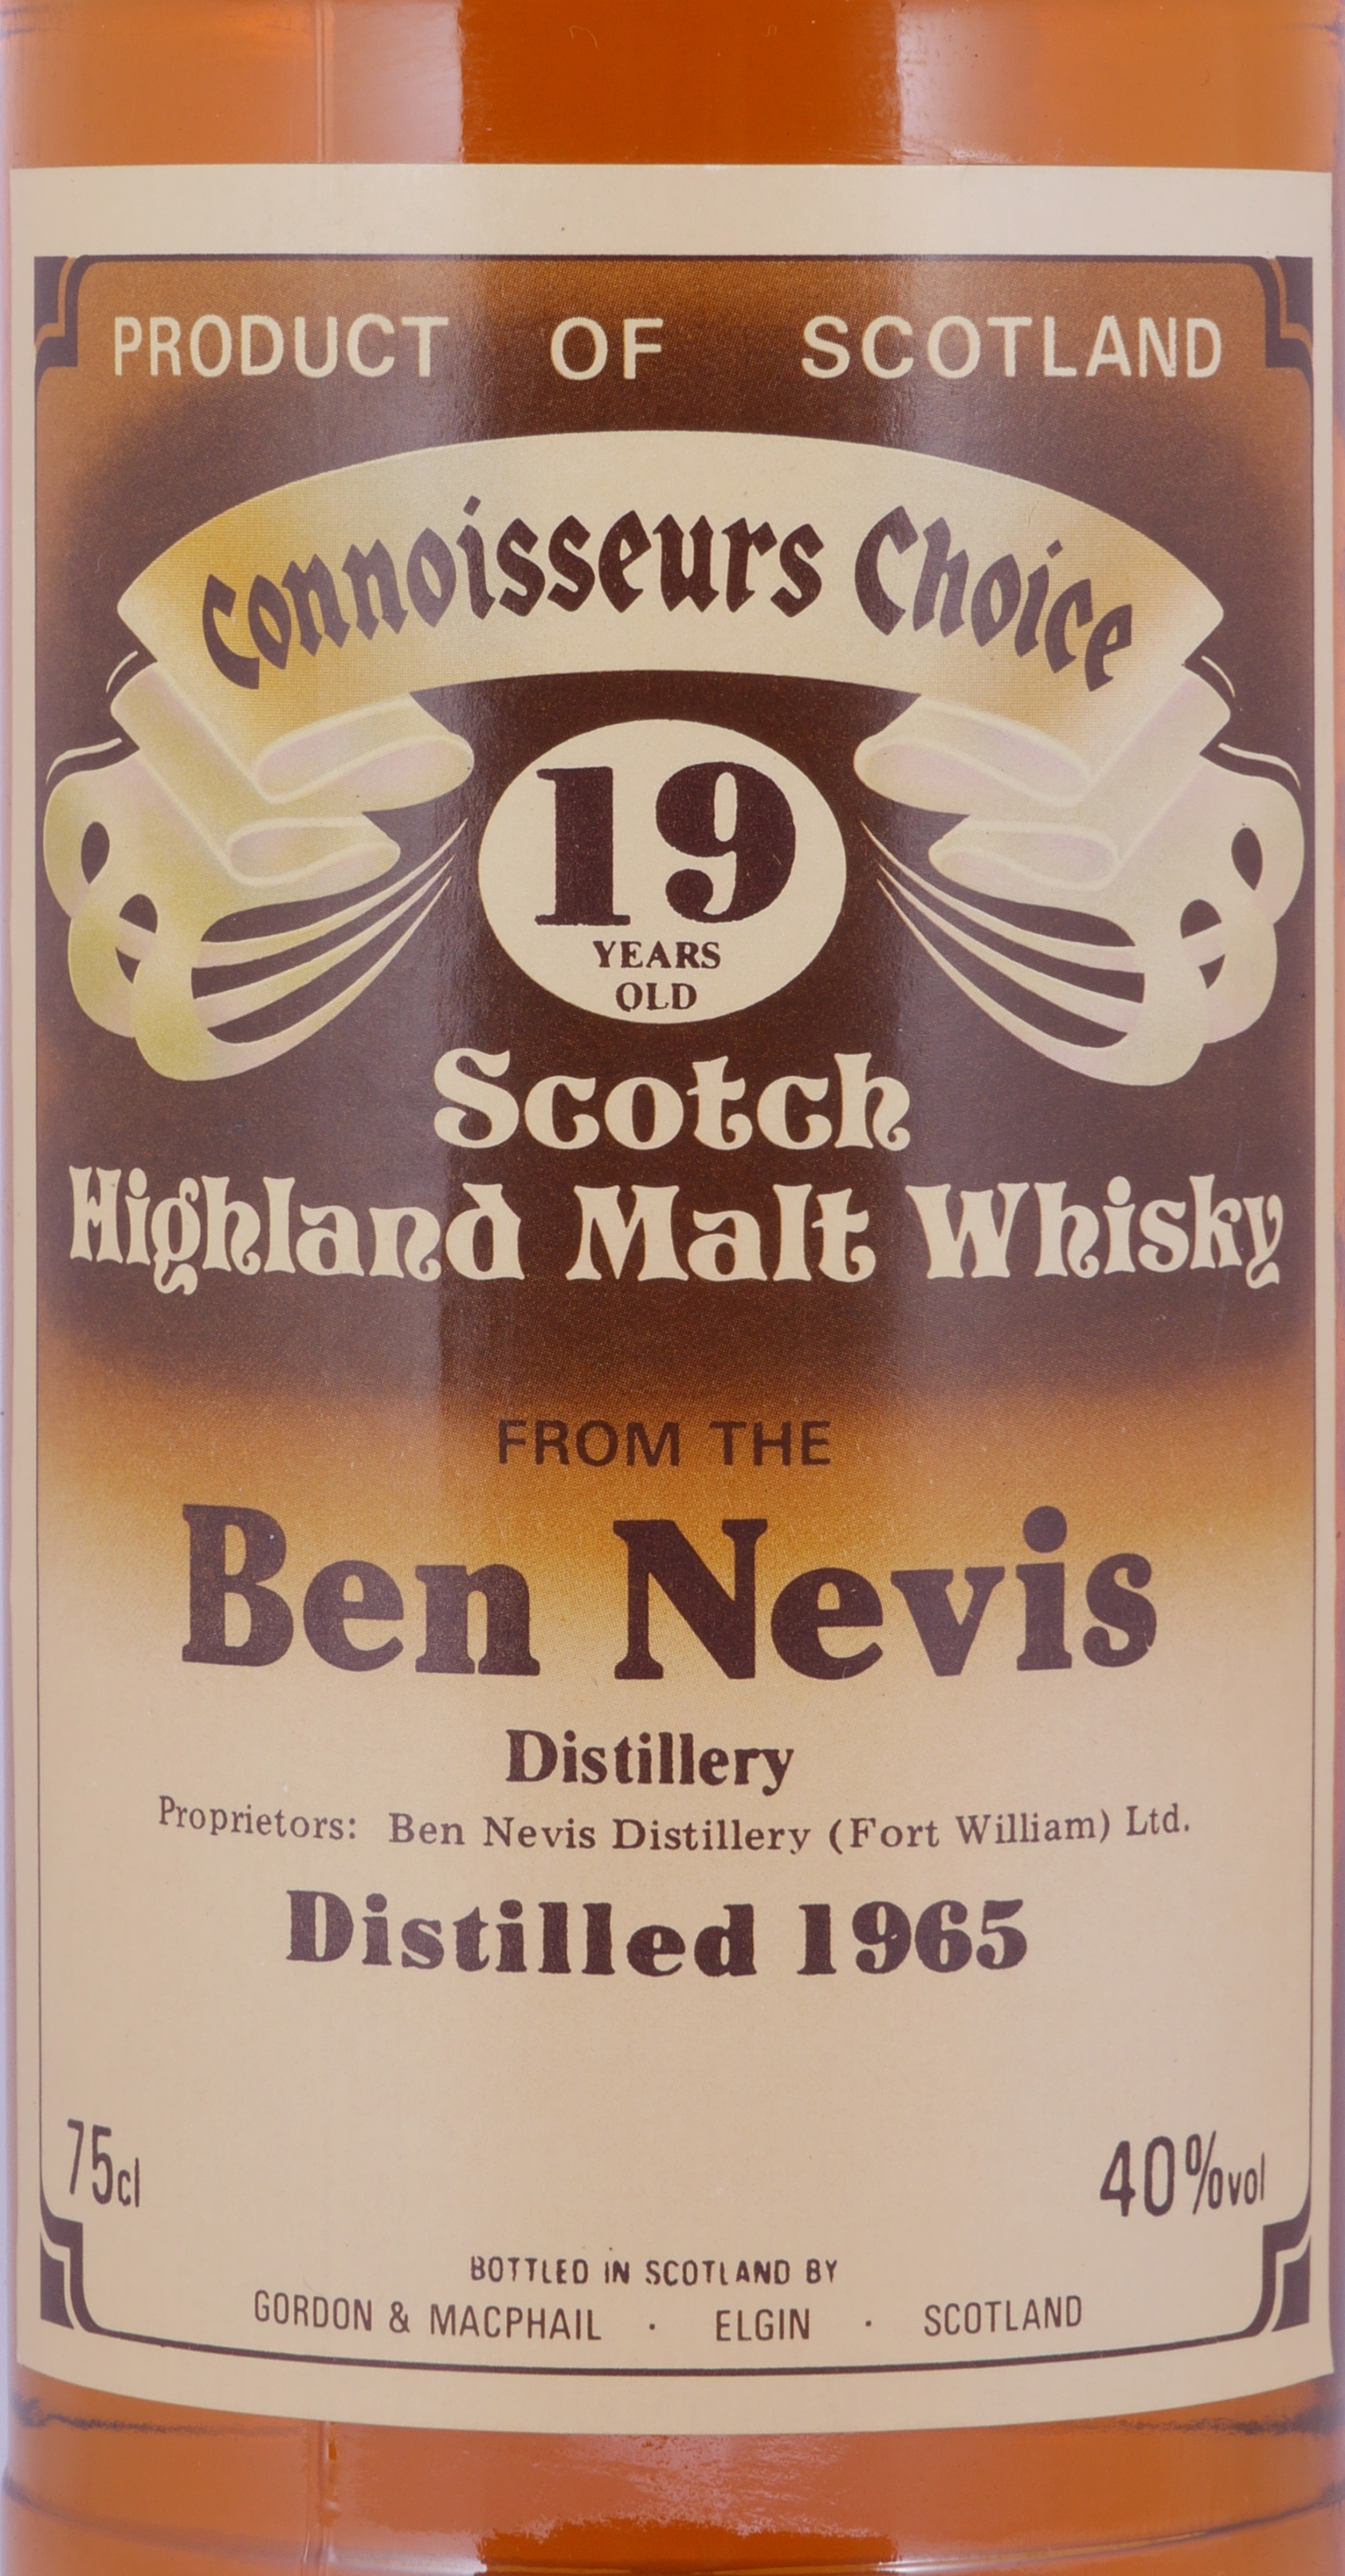 PRODUCT OF SCOTLAND
Connoisseurs Choice
19
YEARS
OLD
Scotch
Highland Malt Whisky
FROM THE
Ben Nevis
Distillery
Proprietors: Ben Nevis Distillery (Fort William) Ltd.
Distilled 1965
75cl 40%vol
BOTTLED IN SCOTLAND BY
GORDON & MACPHAIL · ELGIN · SCOTLAND